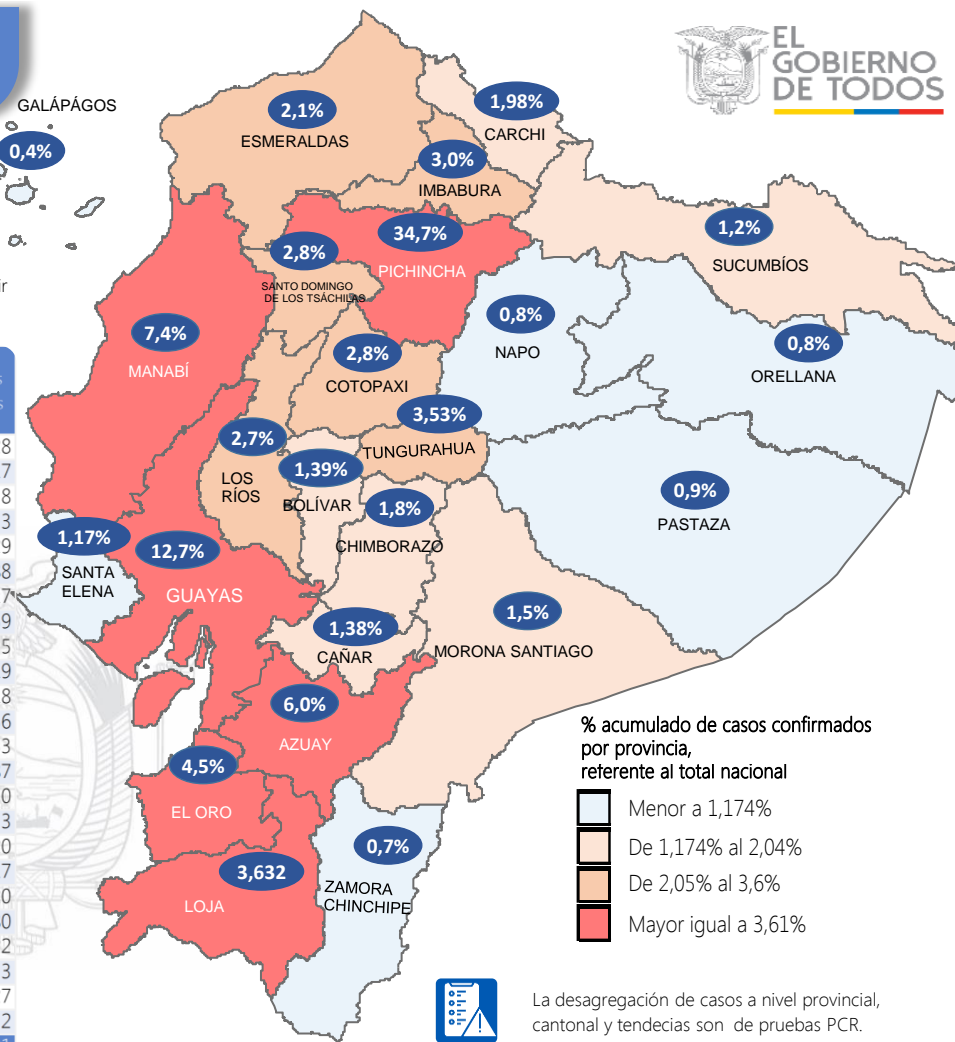 EL
GOBIERNO
DE TODOS
GALÁPÁGOS
0,4%
2,1%
ESMERALDAS
1,98%
CARCHI
3,0%
IMBABURA
34,7%
PICHINCHA
1,2%
SUCUMBÍOS
2,8%
SANTO DOMINGO
DE LOS TSÁCHILAS
ir
7,4%
MANABÍ
0,8%
NAPO
0,8%
ORELLANA
2,8%
COTOPAXI
3,53%
TUNGURAHUA
2,7%
LOS
RÍOS
1,39%
BOLÍVAR
1,8%
CHIMBORAZO
0,9%
PASTAZA
1,17%
SANTA
ELENA
12,7%
GUAYAS
1,38%
CAÑAR
1,5%
MORONA SANTIAGO
6,0%
AZUAY
4,5%
EL ORO
3,632
LOJA
0,7%
ZAMORA
CHINCHIPE
% acumulado de casos confirmados
por provincia,
referente al total nacional
Menor a 1,174%
De 1,174% al 2,04%
De 2,05% al 3,6%
Mayor igual a 3,61%
La desagregación de casos a nivel provincial,
cantonal y tendecias son de pruebas PCR.